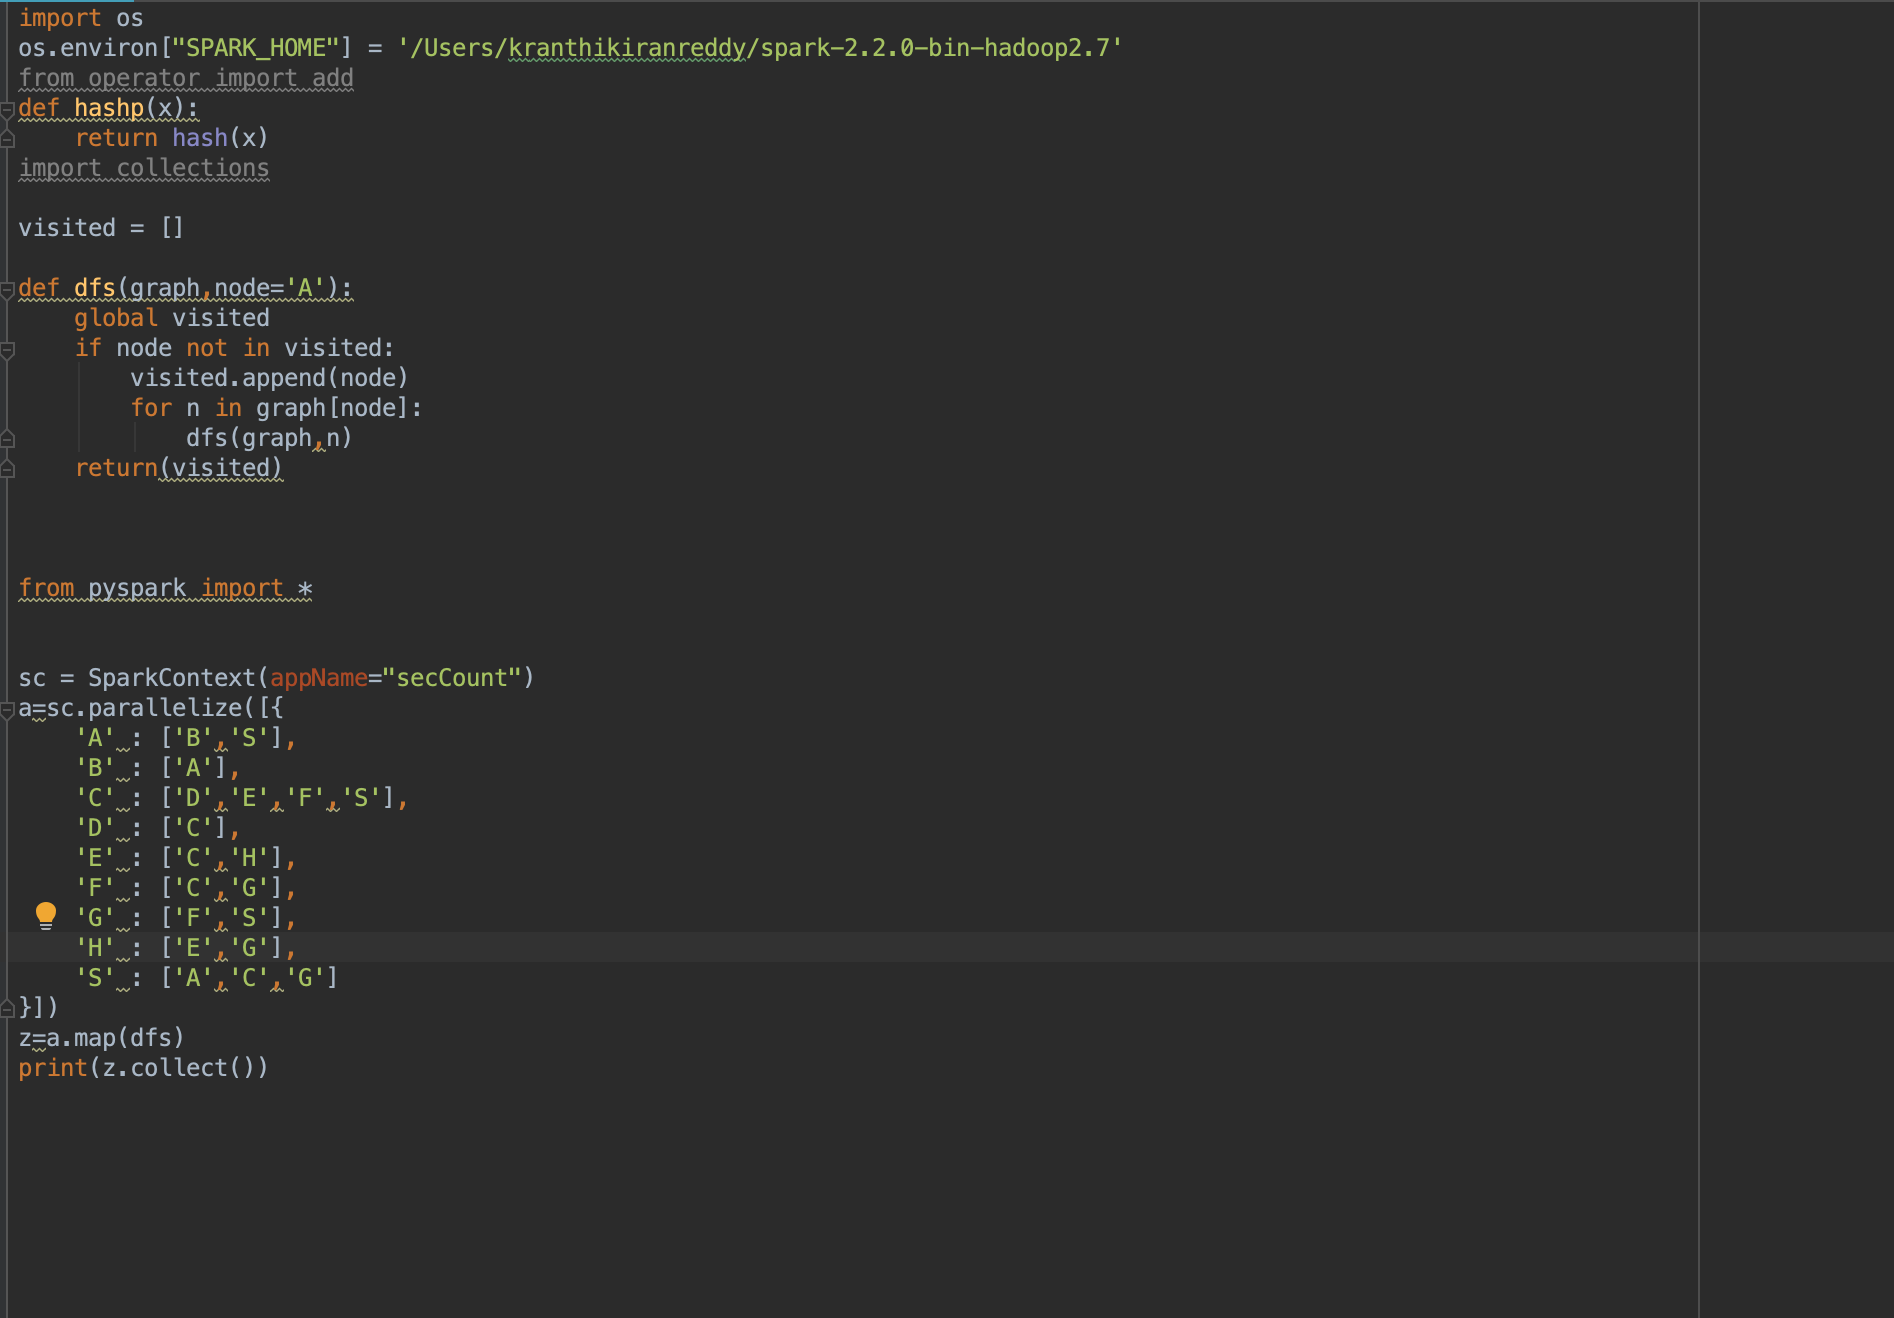 import os
os.environ["SPARK_HOME"] = '/Users/kranthikiranreddy/spark-2.2.0-bin-hadoop2.7'
from operator import add
def hashp(x):
    return hash(x)
import collections

visited = []

def dfs(graph,node='A'):
    global visited
    if node not in visited:
        visited.append(node)
        for n in graph[node]:
            dfs(graph,n)
    return(visited)

from pyspark import *

sc = SparkContext(appName="secCount")
a=sc.parallelize([{
    'A' : ['B','S'],
    'B' : ['A'],
    'C' : ['D','E','F','S'],
    'D' : ['C'],
    'E' : ['C','H'],
    'F' : ['C','G'],
    'G' : ['F','S'],
    'H' : ['E','G'],
    'S' : ['A','C','G']
}])
z=a.map(dfs)
print(z.collect())